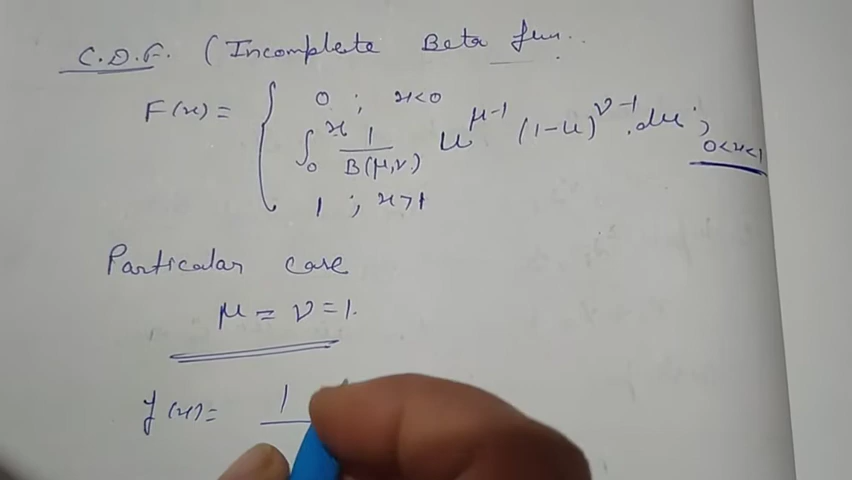 C.D.F. (Incomplete Beta fun..
F(x) = { 0 ; x<0
∫₀ˣ 1/B(μ,ν) u^μ-1 (1-u)^ν-1 .du ; 0<x<1
1 ; x>1
Particular case
μ = ν = 1.
f(x) = 1